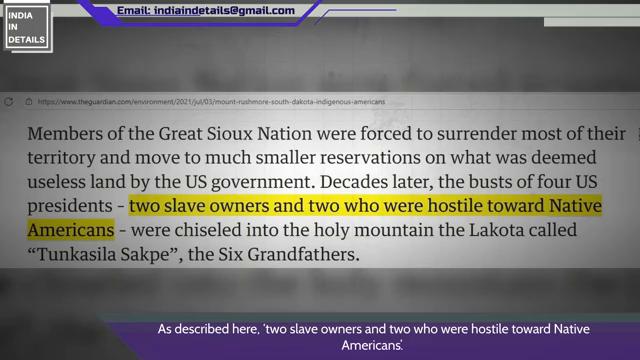 INDIA
IN
DETAILS
Email: indiaindetails@gmail.com
https://www.theguardian.com/environment/2021/jul/03/mount-rushmore-south-dakota-indigenous-americans
Members of the Great Sioux Nation were forced to surrender most of their
territory and move to much smaller reservations on what was deemed
useless land by the US government. Decades later, the busts of four US
presidents – two slave owners and two who were hostile toward Native
Americans – were chiseled into the holy mountain the Lakota called
“Tunkasila Sakpe”, the Six Grandfathers.
As described here, 'two slave owners and two who were hostile toward Native
Americans'.